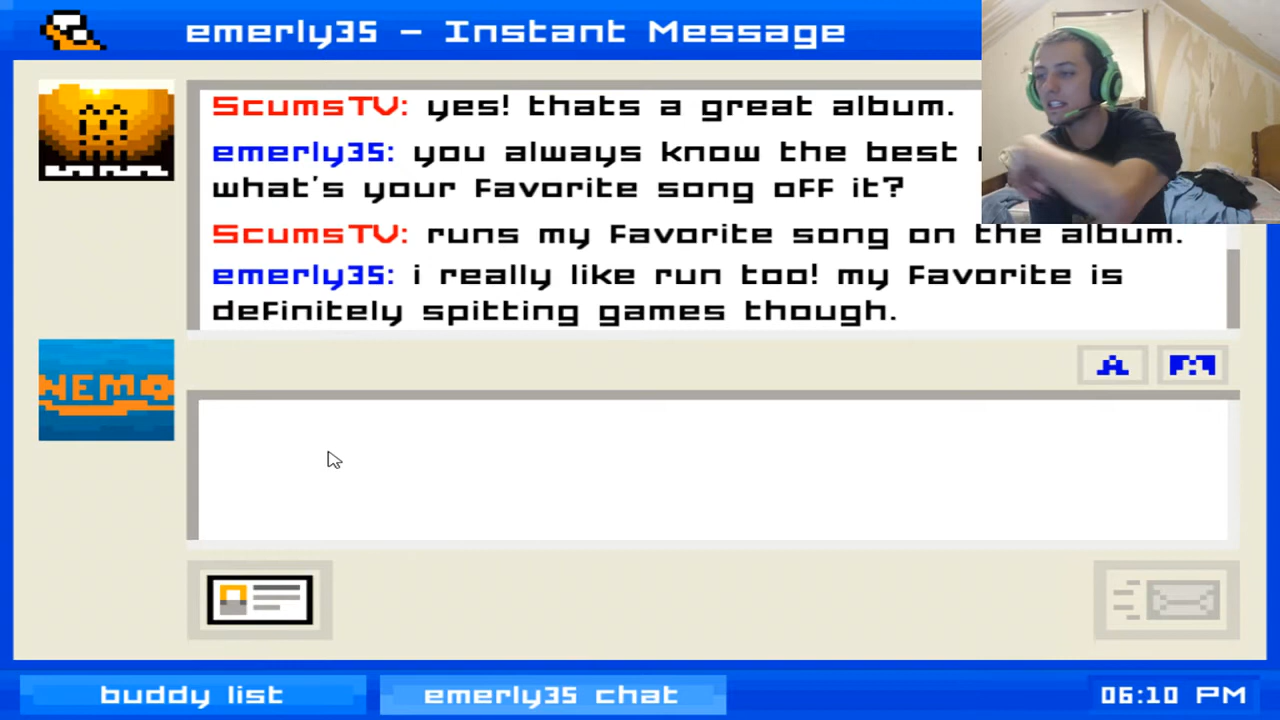 emerly35 - Instant Message
ScumsTV: yes! thats a great album.
emerly35: you always know the best
what's your favorite song off it?
ScumsTV: runs my favorite song on the album.
emerly35: i really like run too! my favorite is
definitely spitting games though.
NEMO
A M
buddy list
emerly35 chat
06:10 PM